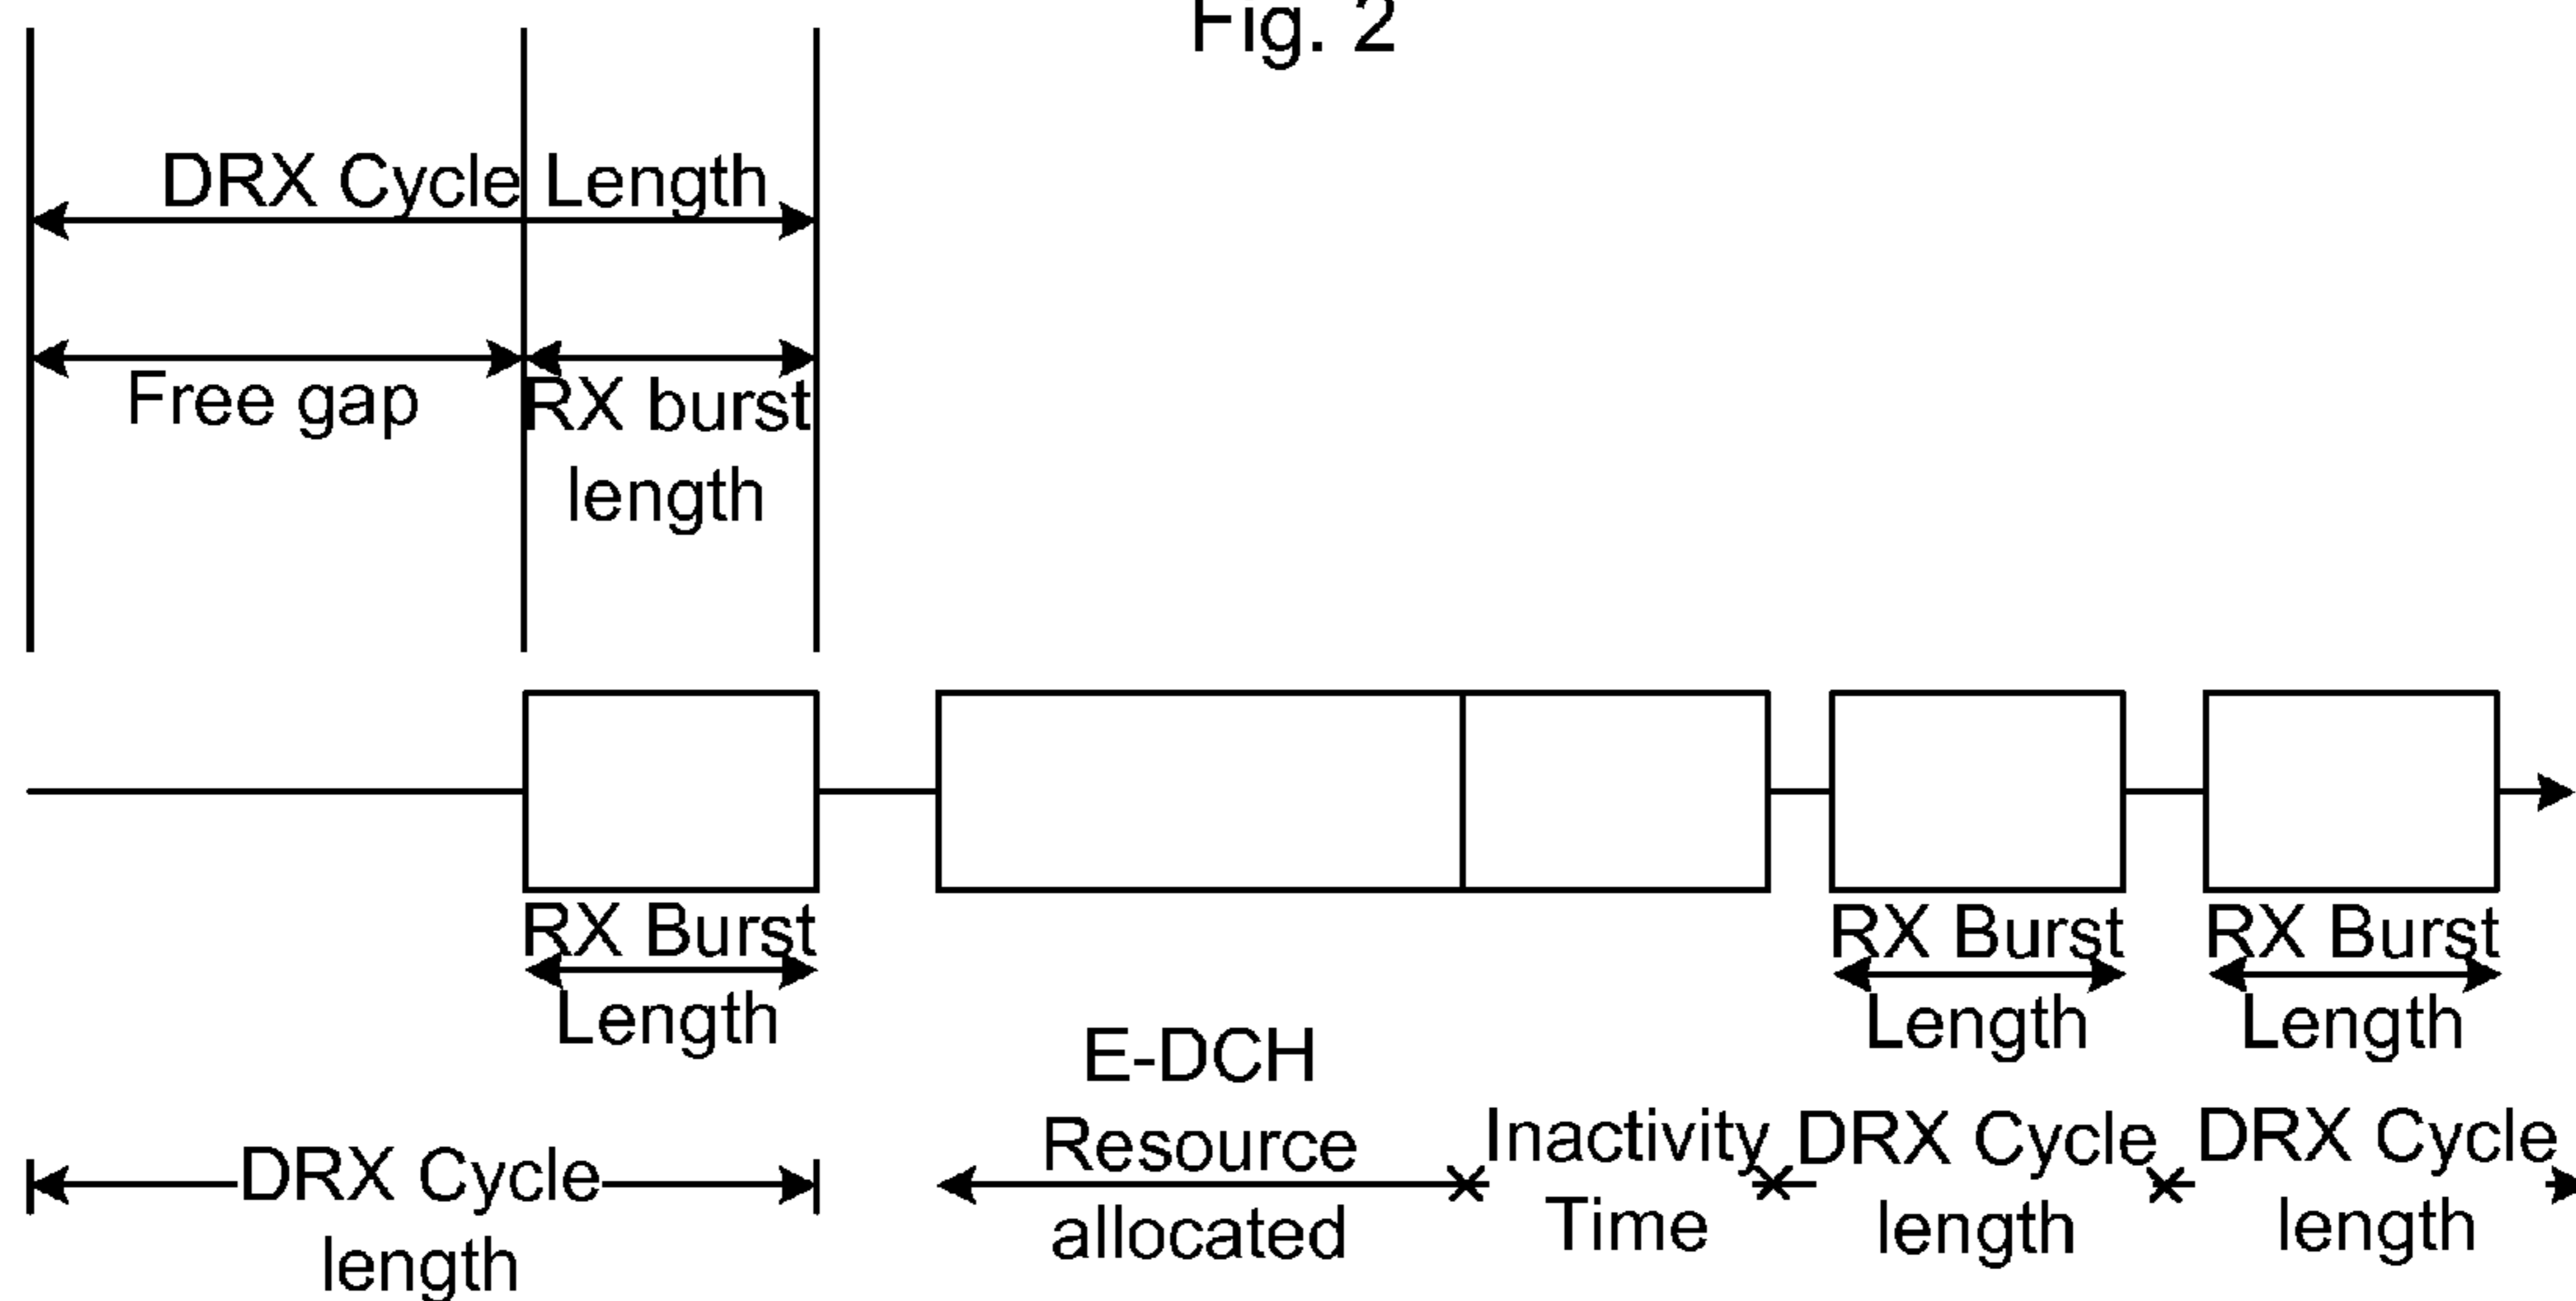 Fig. 2
DRX Cycle Length
Free gap
RX burst
length
RX Burst
Length
RX Burst
Length
RX Burst
Length
E-DCH
Resource
allocated
Inactivity
Time
DRX Cycle
length
DRX Cycle
length
DRX Cycle
length